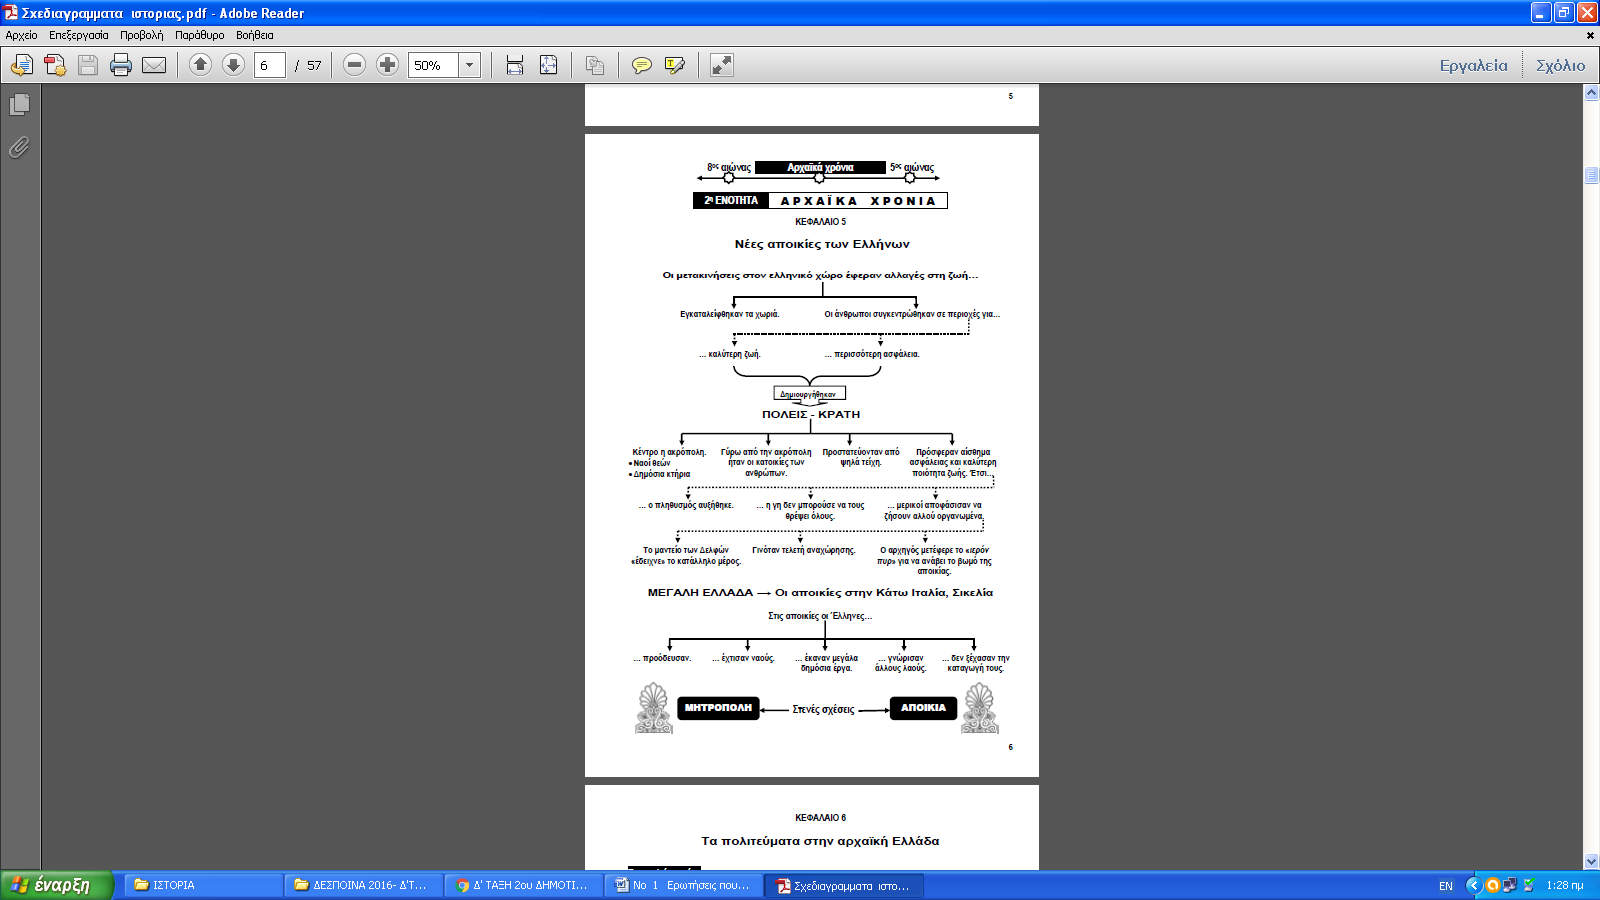 Σχεδιαγραμματα ιστοριας.pdf - Adobe Reader
Αρχείο Επεξεργασία Προβολή Παράθυρο Βοήθεια
6 / 57 50% Εργαλεία Σχόλιο
5
8ος αιώνας Αρχαϊκά χρόνια 5ος αιώνας
2η ΕΝΟΤΗΤΑ ΑΡΧΑΪΚΑ ΧΡΟΝΙΑ
ΚΕΦΑΛΑΙΟ 5
Νέες αποικίες των Ελλήνων
Οι μετακινήσεις στον ελληνικό χώρο έφεραν αλλαγές στη ζωή...
Εγκαταλείφθηκαν τα χωριά. Οι άνθρωποι συγκεντρώθηκαν σε περιοχές για...
... καλύτερη ζωή. ... περισσότερη ασφάλεια.
Δημιουργήθηκαν
ΠΟΛΕΙΣ - ΚΡΑΤΗ
Κέντρο η ακρόπολη.
• Ναοί θεών
• Δημόσια κτήρια
Γύρω από την ακρόπολη
ήταν οι κατοικίες των
ανθρώπων.
Προστατεύονταν από
ψηλά τείχη.
Πρόσφεραν αίσθημα
ασφάλειας και καλύτερη
ποιότητα ζωής. Έτσι...
... ο πληθυσμός αυξήθηκε.
... η γη δεν μπορούσε να τους
θρέψει όλους.
... μερικοί αποφάσισαν να
ζήσουν αλλού οργανωμένα.
Το μαντείο των Δελφών
«έδειχνε» το κατάλληλο μέρος.
Γινόταν τελετή αναχώρησης.
Ο αρχηγός μετέφερε το «ιερόν
πυρ» για να ανάβει το βωμό της
αποικίας.
ΜΕΓΑΛΗ ΕΛΛΑΔΑ → Οι αποικίες στην Κάτω Ιταλία, Σικελία
Στις αποικίες οι Έλληνες...
... προόδευσαν.
... έχτισαν ναούς.
... έκαναν μεγάλα
δημόσια έργα.
... γνώρισαν
άλλους λαούς.
... δεν ξέχασαν την
καταγωγή τους.
ΜΗΤΡΟΠΟΛΗ Στενές σχέσεις ΑΠΟΙΚΙΑ
6
ΚΕΦΑΛΑΙΟ 6
Τα πολιτεύματα στην αρχαϊκή Ελλάδα
έναρξη ΙΣΤΟΡΙΑ ΔΕΣΠΟΙΝΑ 2016- Δ'Τ... Δ' ΤΑΞΗ 2ου ΔΗΜΟΤΙ... Νο 1 Ερωτήσεις που... Σχεδιαγραμματα ιστο... EN 1:28 πμ